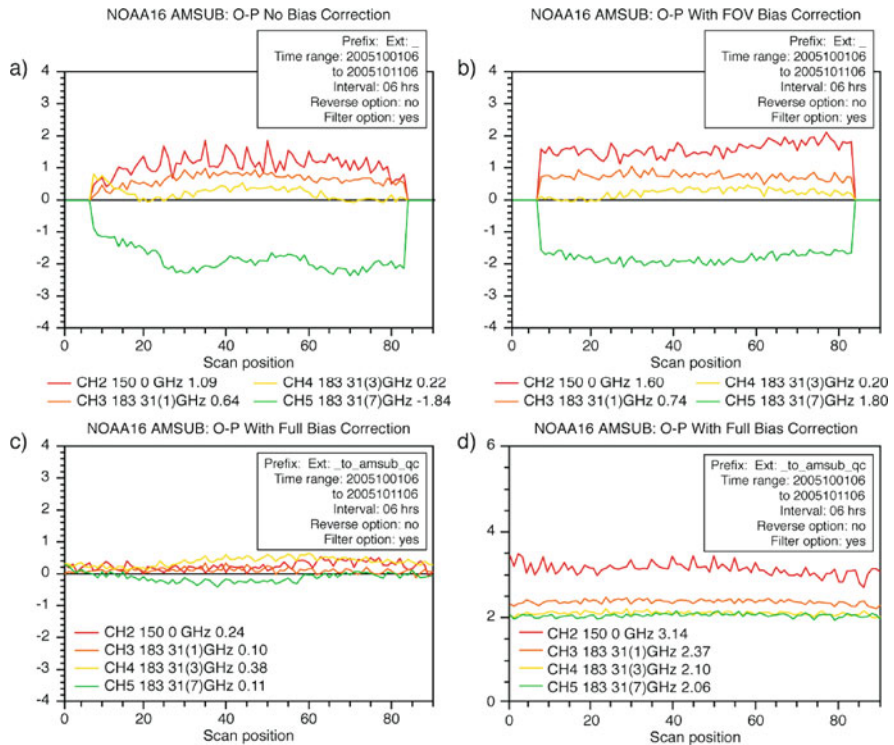 NOAA16 AMSUB: O-P No Bias Correction
a)
Prefix: Ext: _
Time range: 2005100106
to 2005101106
Interval: 06 hrs
Reverse option: no
Filter option: yes
4
3
2
1
0
-1
-2
-3
-4
0 20 40 60 80
Scan position
CH2 150 0 GHz 1.09
CH4 183 31(3)GHz 0.22
CH3 183 31(1)GHz 0.64
CH5 183 31(7)GHz -1.84
NOAA16 AMSUB: O-P With FOV Bias Correction
b)
Prefix: Ext: _
Time range: 2005100106
to 2005101106
Interval: 06 hrs
Reverse option: no
Filter option: yes
4
3
2
1
0
-1
-2
-3
-4
0 20 40 60 80
Scan position
CH2 150 0 GHz 1.60
CH4 183 31(3)GHz 0.20
CH3 183 31(1)GHz 0.74
CH5 183 31(7)GHz 1.80
NOAA16 AMSUB: O-P With Full Bias Correction
c)
Prefix: Ext: _to_amsub_qc
Time range: 2005100106
to 2005101106
Interval: 06 hrs
Reverse option: no
Filter option: yes
4
3
2
1
0
-1
-2
-3
-4
CH2 150 0 GHz 0.24
CH3 183 31(1)GHz 0.10
CH4 183 31(3)GHz 0.38
CH5 183 31(7)GHz 0.11
0 20 40 60 80
Scan position
NOAA16 AMSUB: O-P With Full Bias Correction
d)
Prefix: Ext: _to_amsub_qc
Time range: 2005100106
to 2005101106
Interval: 06 hrs
Reverse option: no
Filter option: yes
6
2
2
0
CH2 150 0 GHz 3.14
CH3 183 31(1)GHz 2.37
CH4 183 31(3)GHz 2.10
CH5 183 31(7)GHz 2.06
0 20 40 60 80
Scan position